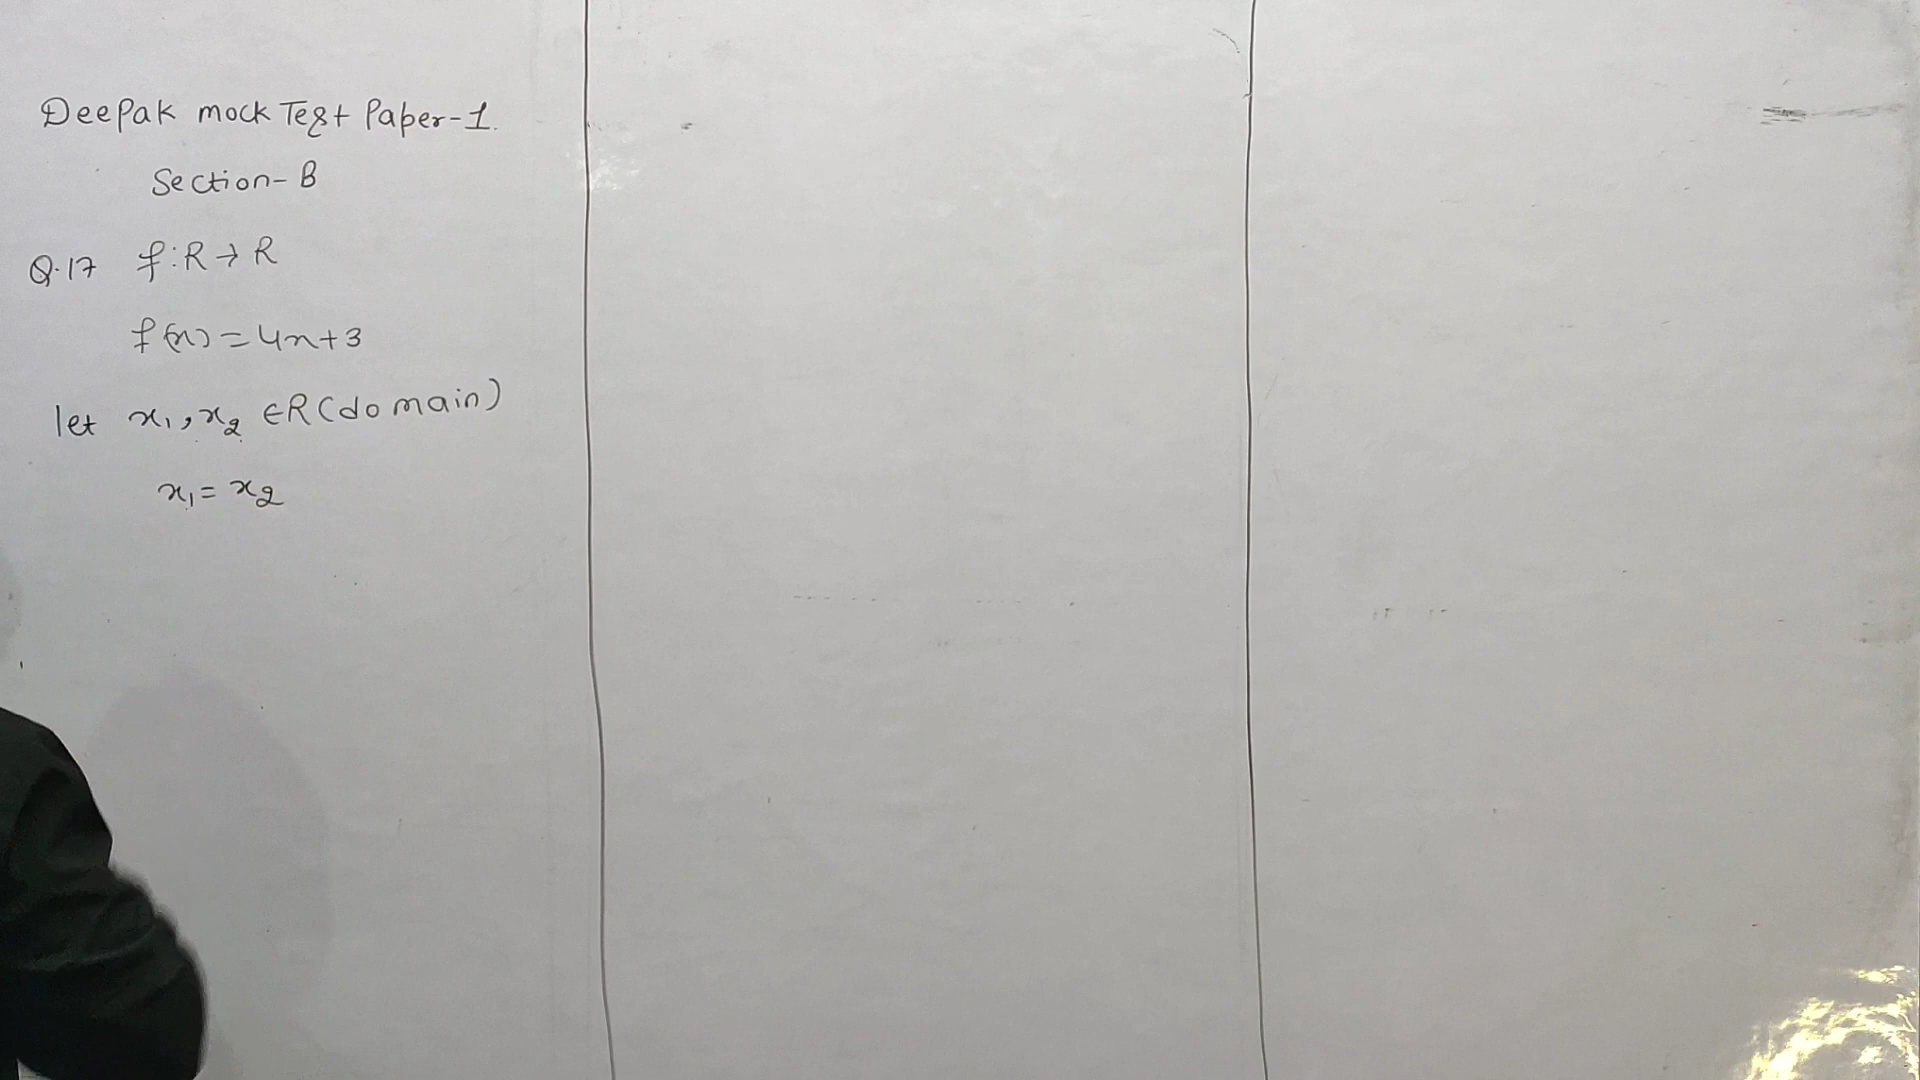 Deepak mock Test Paper-1.
Section-B
Q.17 f:R→R
f(x)=4x+3
let x₁,x₂ ∈R(domain)
x₁=x₂